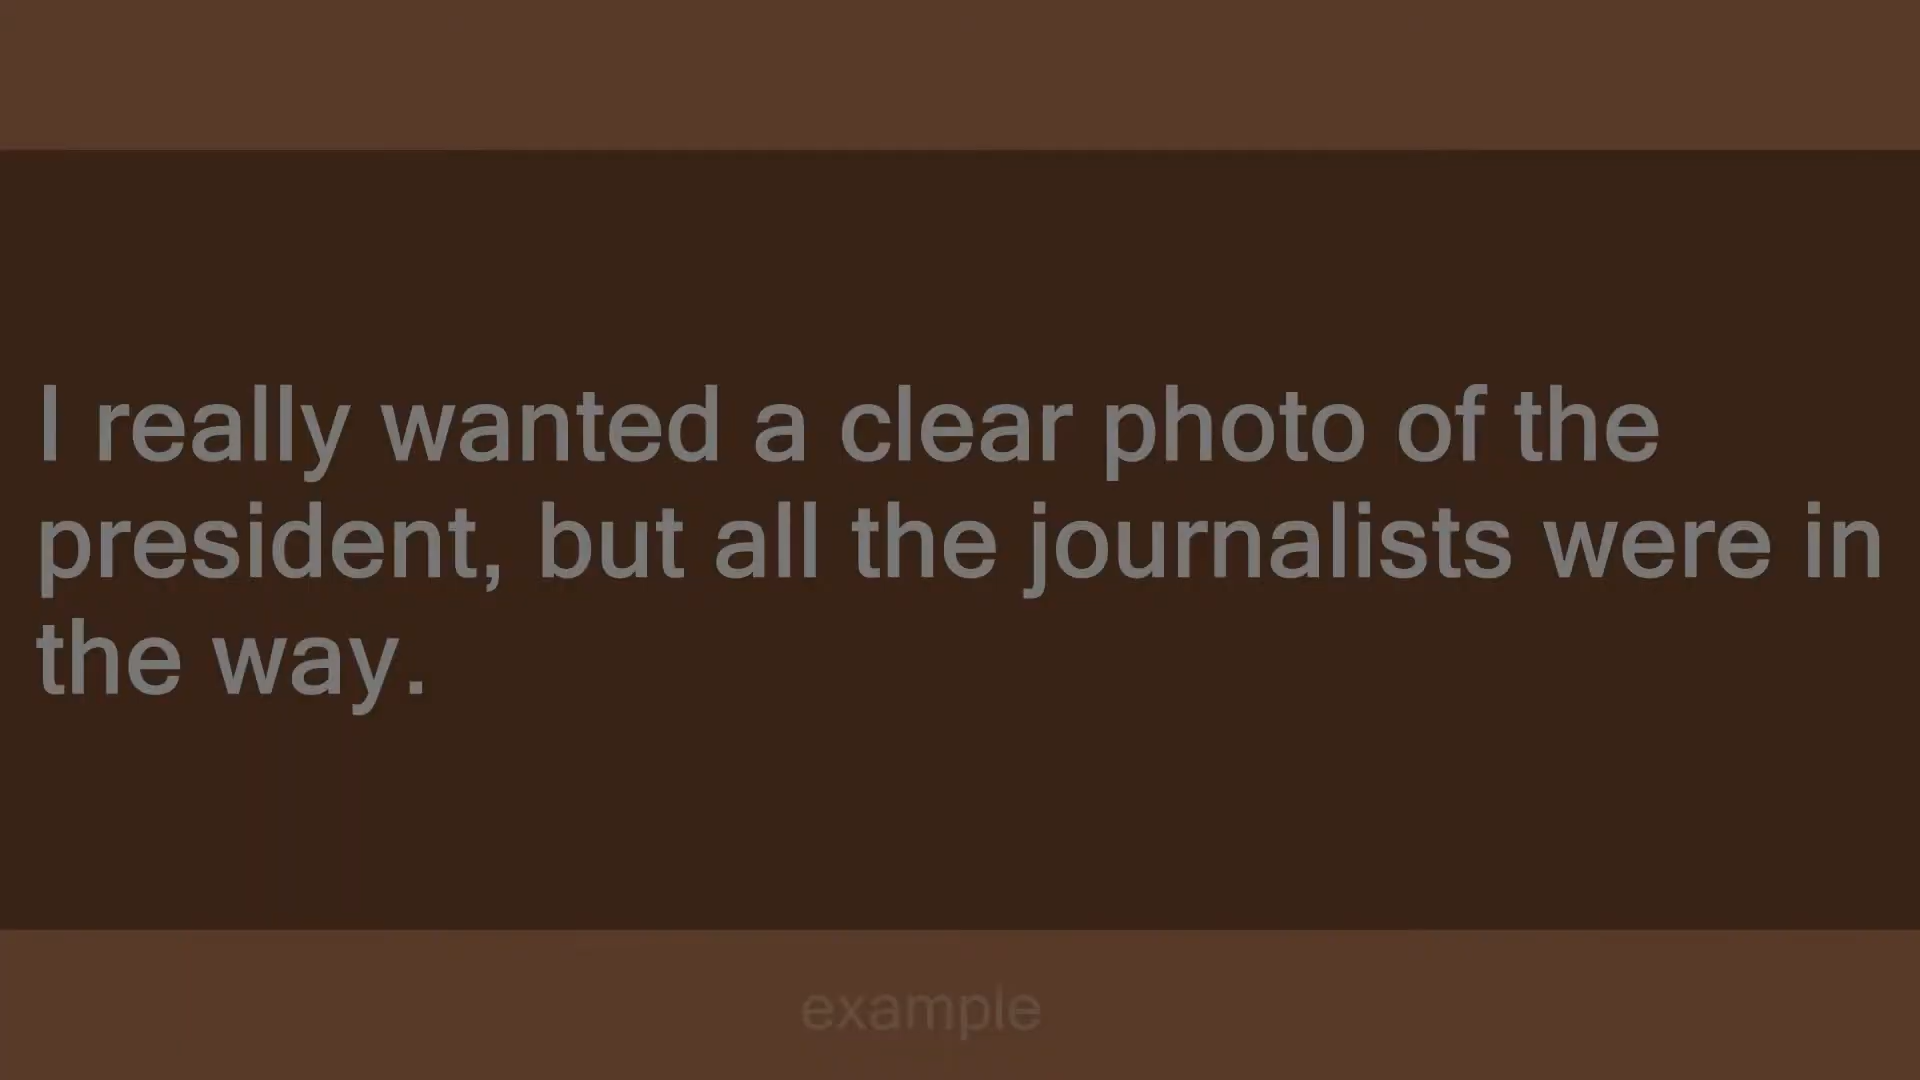 I really wanted a clear photo of the
president, but all the journalists were in
the way.
example